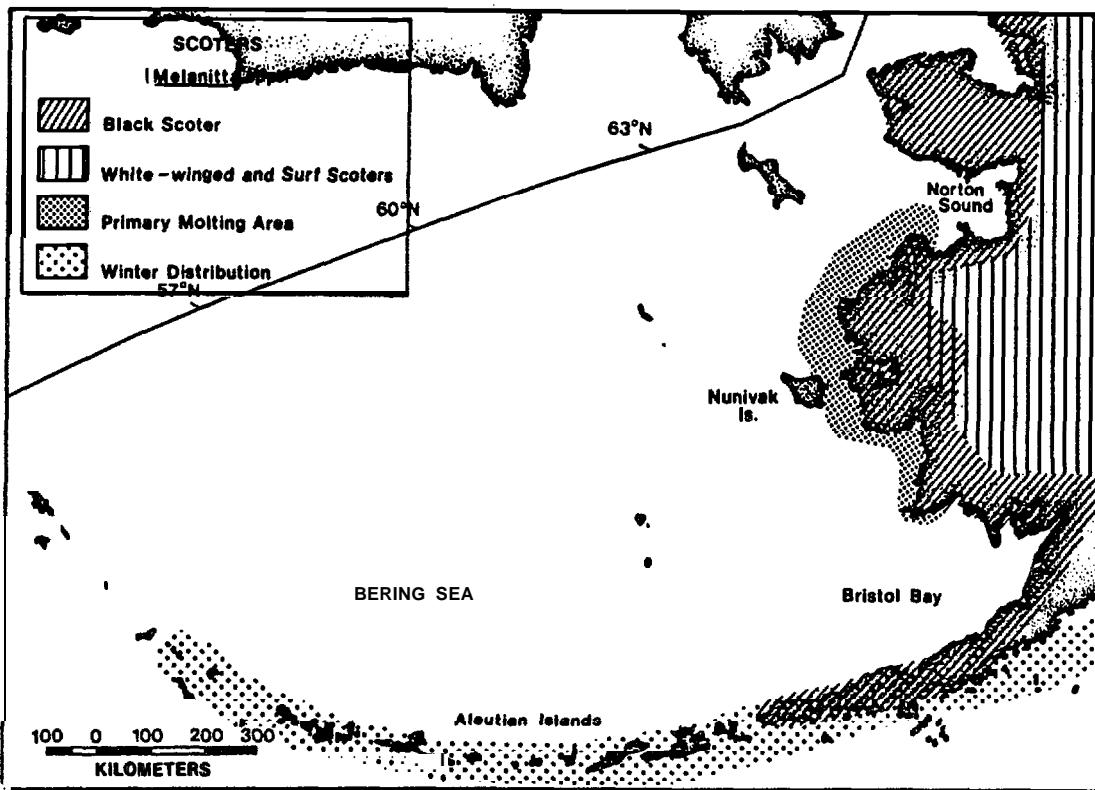 SCOTERS
(Melanitta
Black Scoter
White-winged and Surf Scoters
Primary Molting Area
Winter Distribution
57°N
60°N
63°N
Norton
Sound
Nunivak
Is.
BERING SEA
Bristol Bay
Aleutian Islands
100 0 100 200 300
KILOMETERS